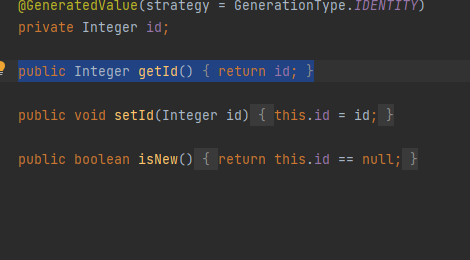 @GeneratedValue(strategy = GenerationType.IDENTITY)
private Integer id;
public Integer getId() { return id; }
public void setId(Integer id) { this.id = id; }
public boolean isNew() { return this.id == null; }